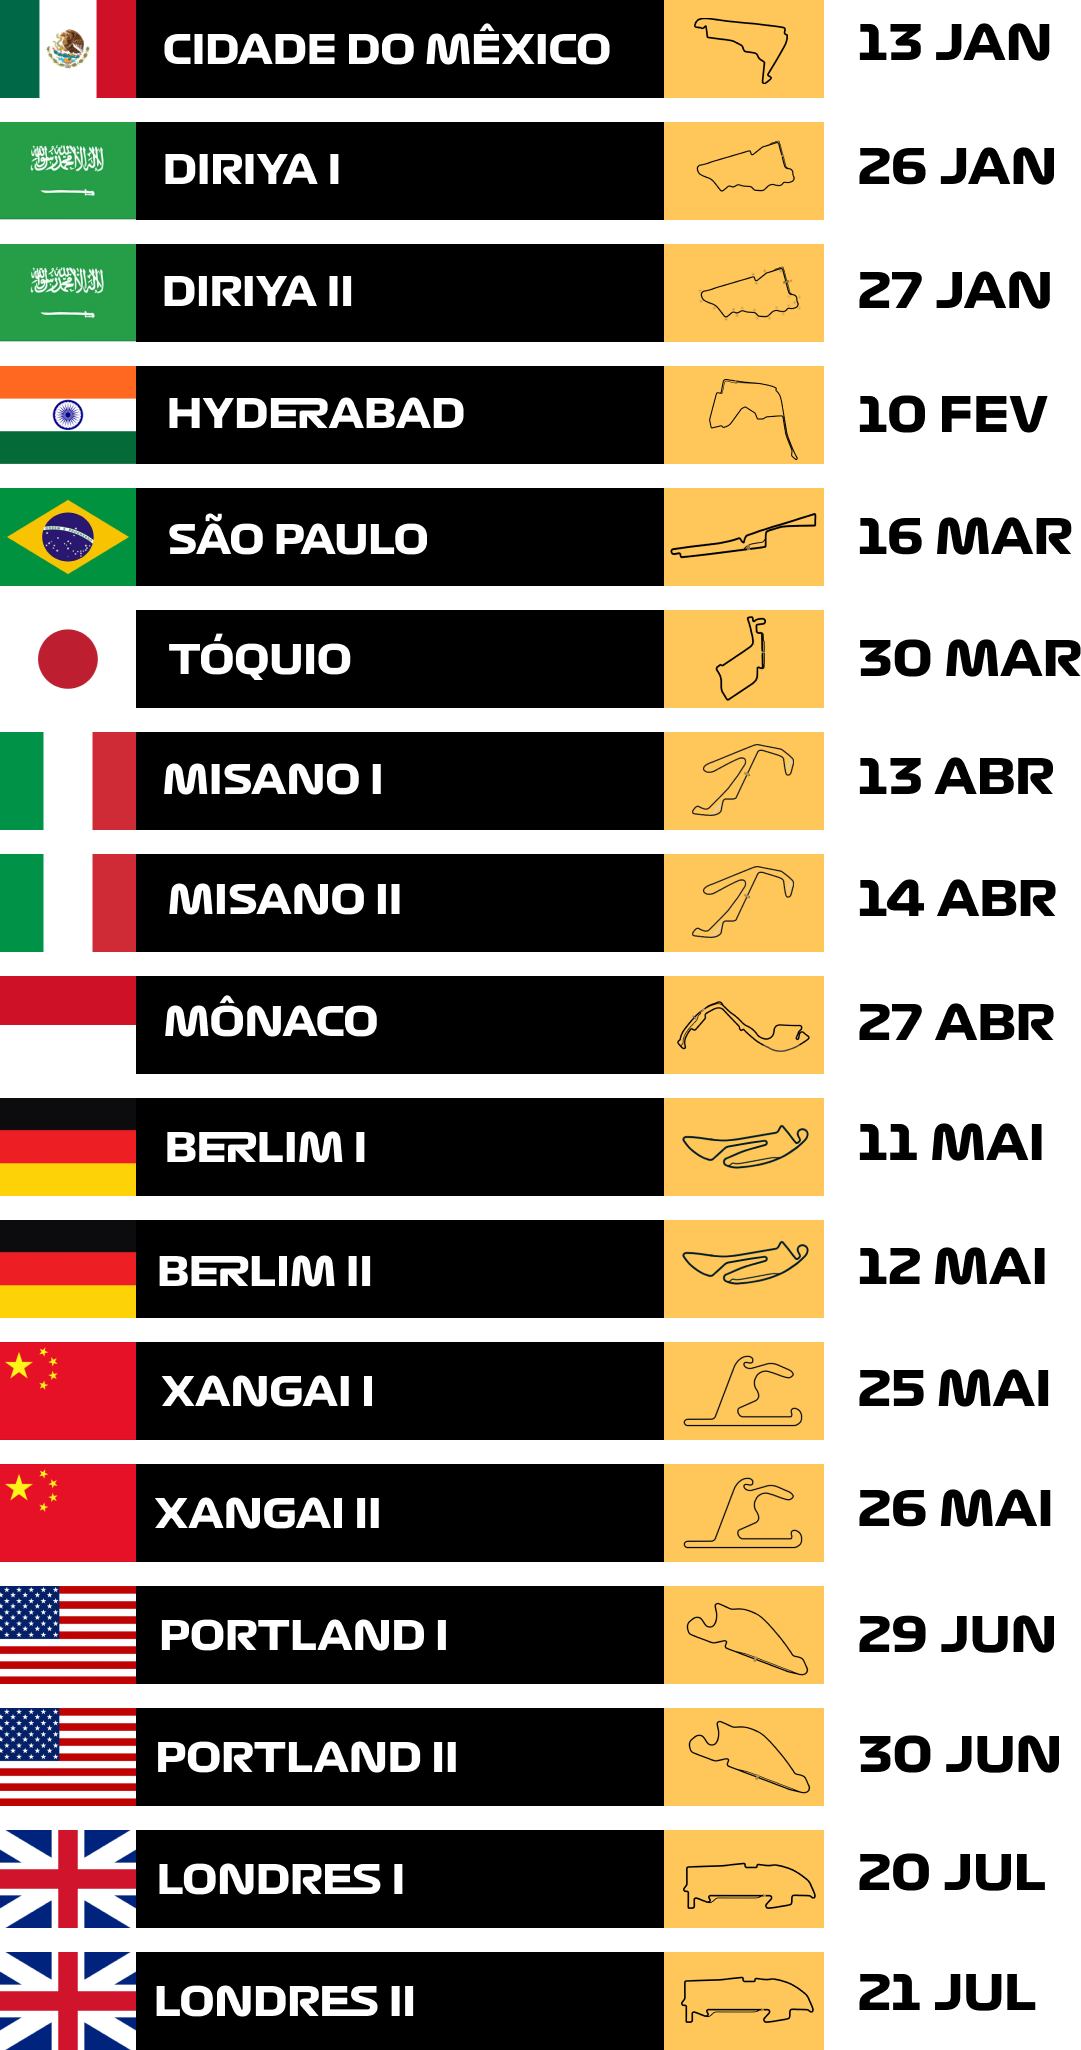 CIDADE DO MÊXICO 13 JAN
DIRIYA I 26 JAN
DIRIYA II 27 JAN
HYDERABAD 10 FEV
SÃO PAULO 16 MAR
TÓQUIO 30 MAR
MISANO I 13 ABR
MISANO II 14 ABR
MÔNACO 27 ABR
BERLIM I 11 MAI
BERLIM II 12 MAI
XANGAI I 25 MAI
XANGAI II 26 MAI
PORTLAND I 29 JUN
PORTLAND II 30 JUN
LONDRES I 20 JUL
LONDRES II 21 JUL